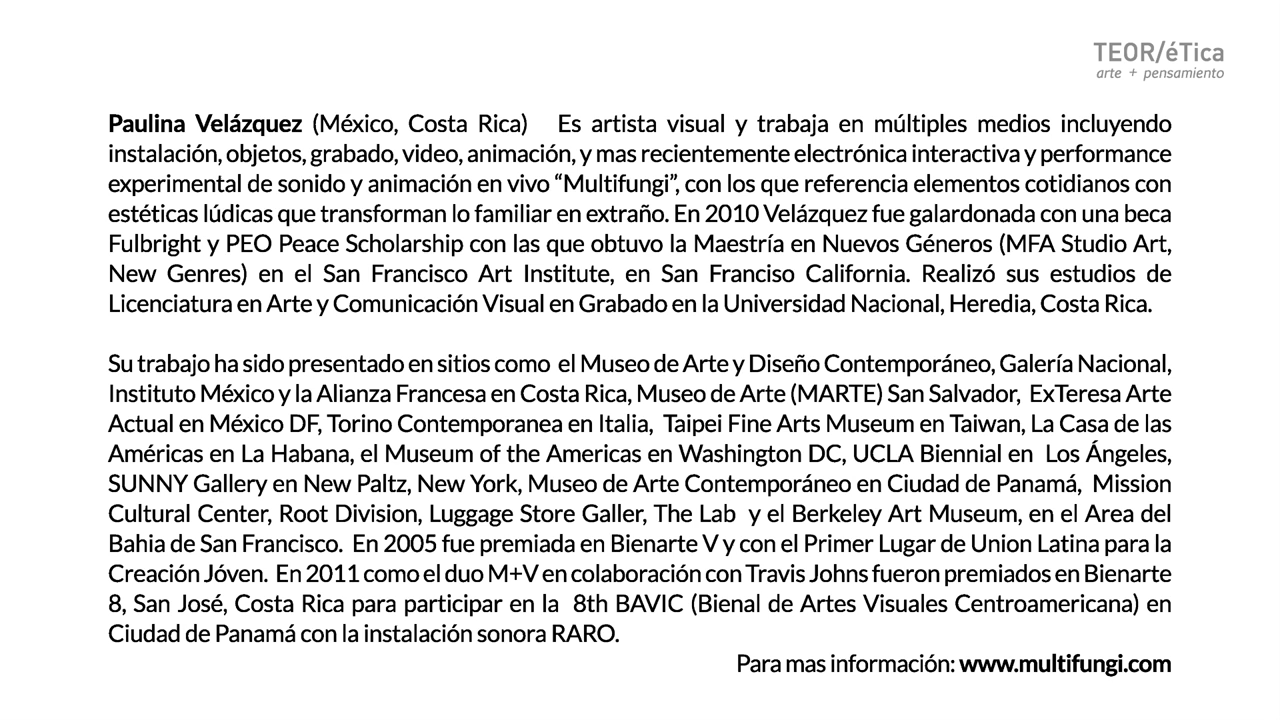 TEOR/éTica
arte + pensamiento
Paulina Velázquez (México, Costa Rica) Es artista visual y trabaja en múltiples medios incluyendo
instalación, objetos, grabado, video, animación, y mas recientemente electrónica interactiva y performance
experimental de sonido y animación en vivo “Multifungi”, con los que referencia elementos cotidianos con
estéticas lúdicas que transforman lo familiar en extraño. En 2010 Velázquez fue galardonada con una beca
Fulbright y PEO Peace Scholarship con las que obtuvo la Maestría en Nuevos Géneros (MFA Studio Art,
New Genres) en el San Francisco Art Institute, en San Franciso California. Realizó sus estudios de
Licenciatura en Arte y Comunicación Visual en Grabado en la Universidad Nacional, Heredia, Costa Rica.
Su trabajo ha sido presentado en sitios como el Museo de Arte y Diseño Contemporáneo, Galería Nacional,
Instituto México y la Alianza Francesa en Costa Rica, Museo de Arte (MARTE) San Salvador, ExTeresa Arte
Actual en México DF, Torino Contemporanea en Italia, Taipei Fine Arts Museum en Taiwan, La Casa de las
Américas en La Habana, el Museum of the Americas en Washington DC, UCLA Biennial en Los Ángeles,
SUNNY Gallery en New Paltz, New York, Museo de Arte Contemporáneo en Ciudad de Panamá, Mission
Cultural Center, Root Division, Luggage Store Galler, The Lab y el Berkeley Art Museum, en el Area del
Bahia de San Francisco. En 2005 fue premiada en Bienarte V y con el Primer Lugar de Union Latina para la
Creación Jóven. En 2011 como el duo M+V en colaboración con Travis Johns fueron premiados en Bienarte
8, San José, Costa Rica para participar en la 8th BAVIC (Bienal de Artes Visuales Centroamericana) en
Ciudad de Panamá con la instalación sonora RARO.
Para mas información: www.multifungi.com